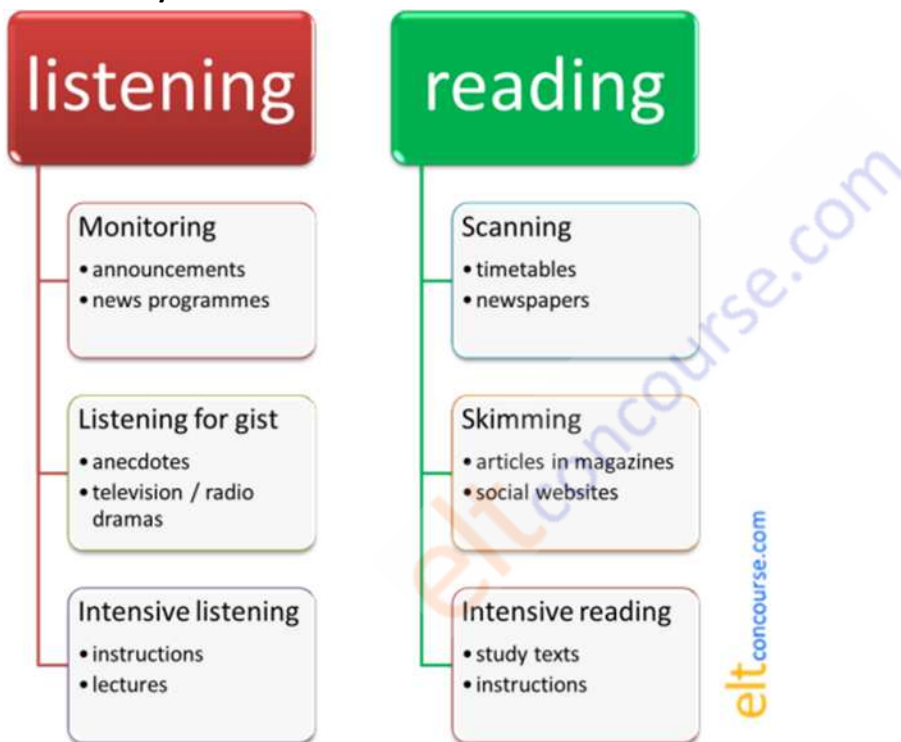 listening
Monitoring
• announcements
• news programmes
Listening for gist
• anecdotes
• television / radio
dramas
Intensive listening
• instructions
• lectures
reading
Scanning
• timetables
• newspapers
Skimming
• articles in magazines
• social websites
Intensive reading
• study texts
• instructions
eltconcourse.com
eltconcourse.com